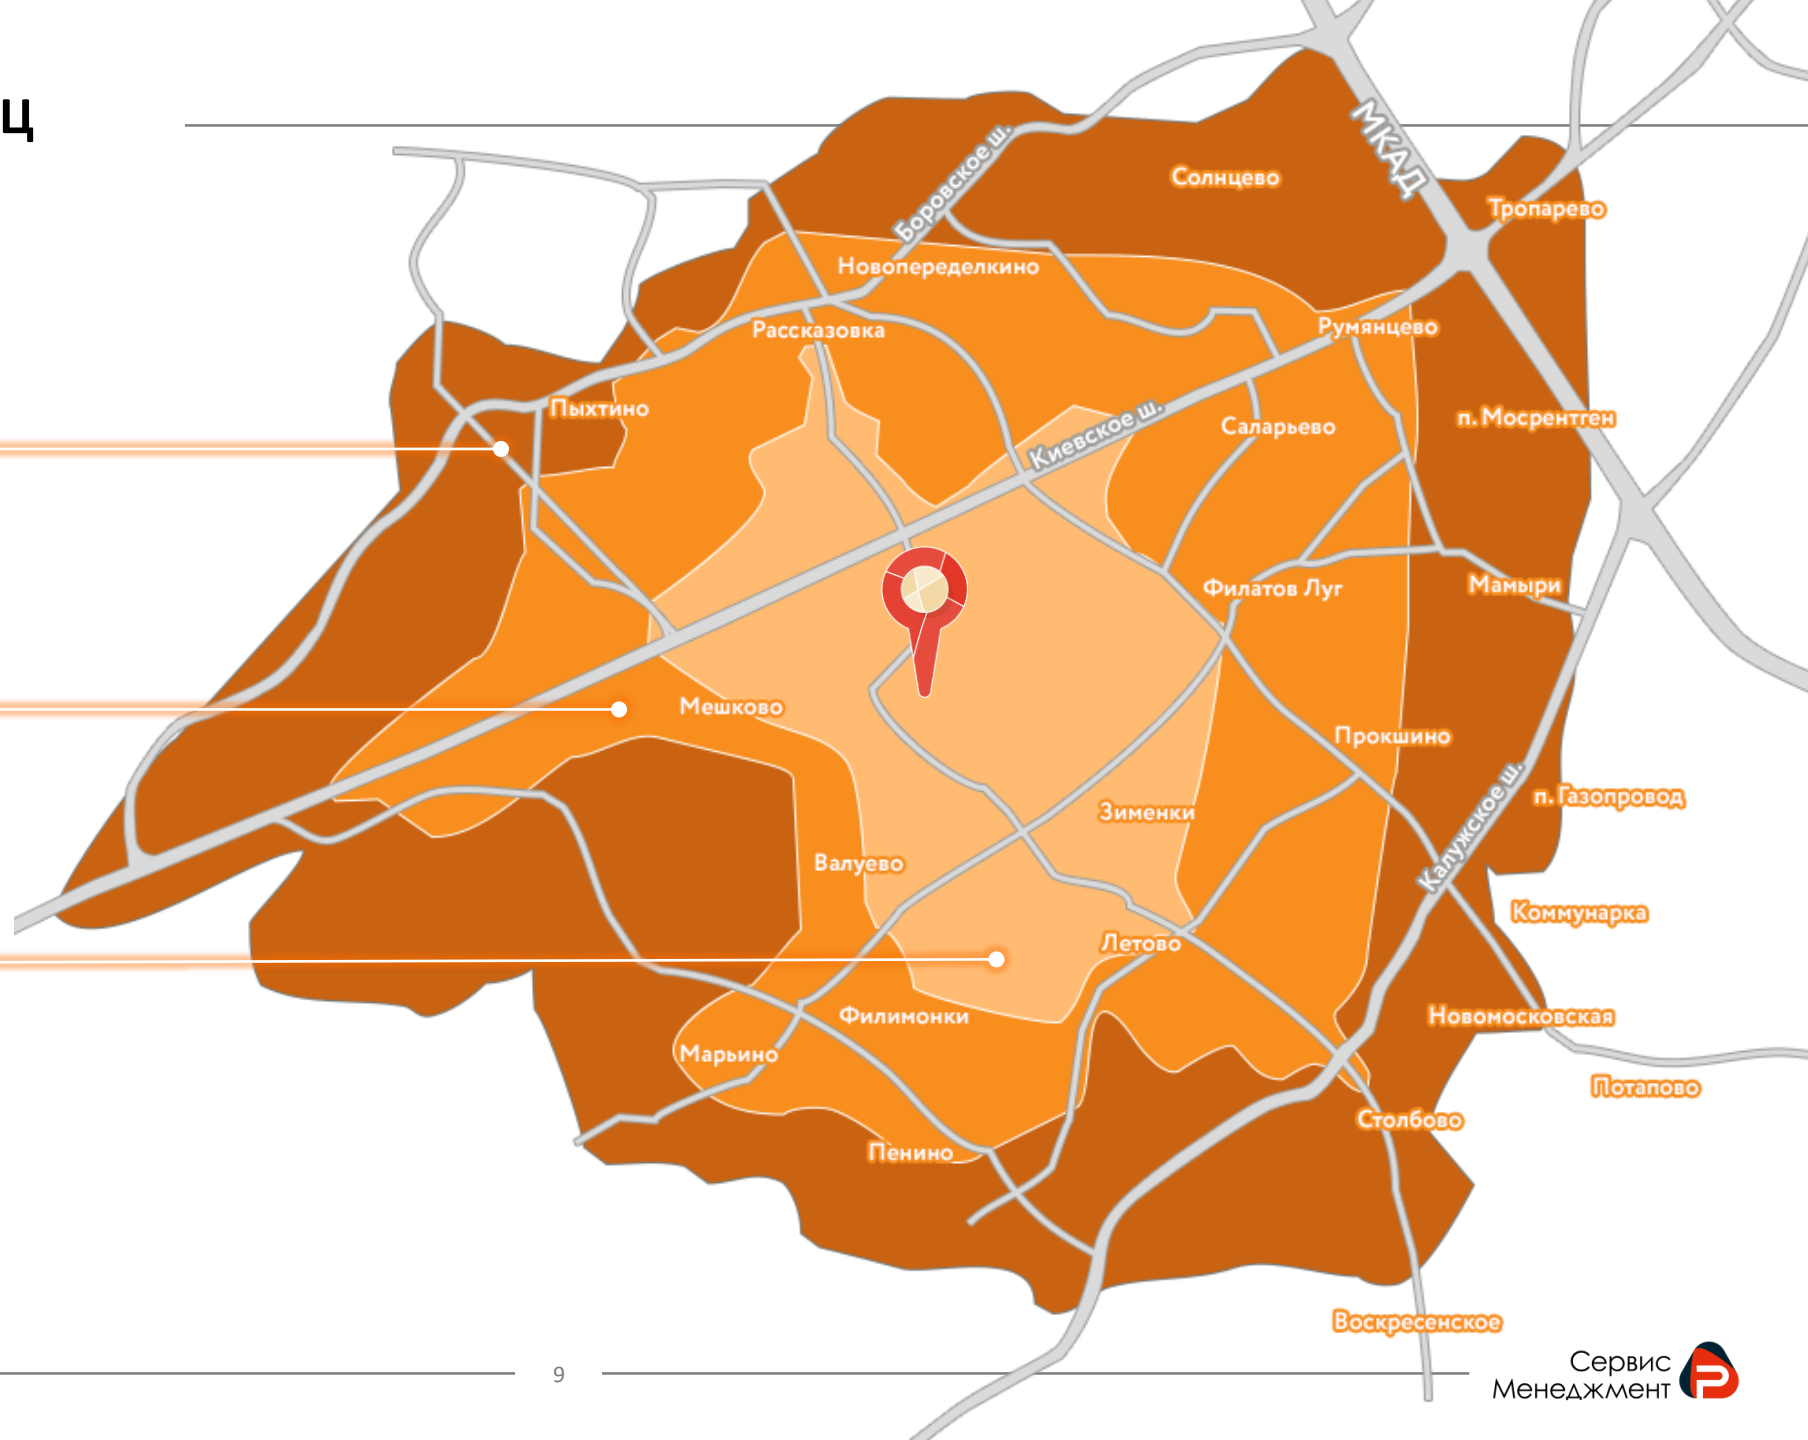 Ц
МКАД
Боровское ш.
Солнцево
Тропарево
Новопеределкино
Рассказовка
Румянцево
Пыхтино
п. Мосрентген
Киевское ш.
Саларьево
Филатов Луг
Мамыри
Мешково
Прокшино
Калужское ш.
п. Газопровод
Зименки
Валуево
Коммунарка
Летово
Филимонки
Новомосковская
Марьино
Потапово
Столбово
Пенино
Воскресенское
9
Сервис
Менеджмент